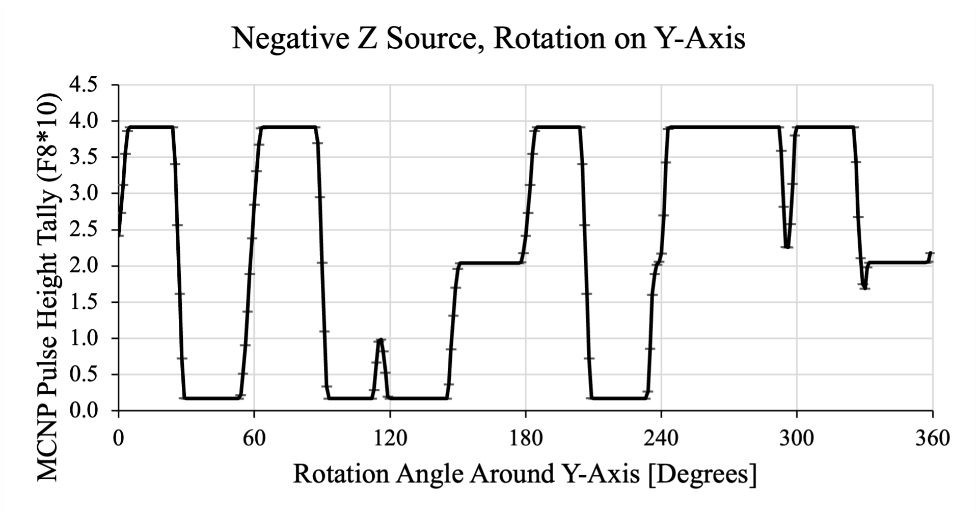 Negative Z Source, Rotation on Y-Axis
MCNP Pulse Height Tally (F8*10)
4.5
4.0
3.5
3.0
2.5
2.0
1.5
1.0
0.5
0.0
0 60 120 180 240 300 360
Rotation Angle Around Y-Axis [Degrees]